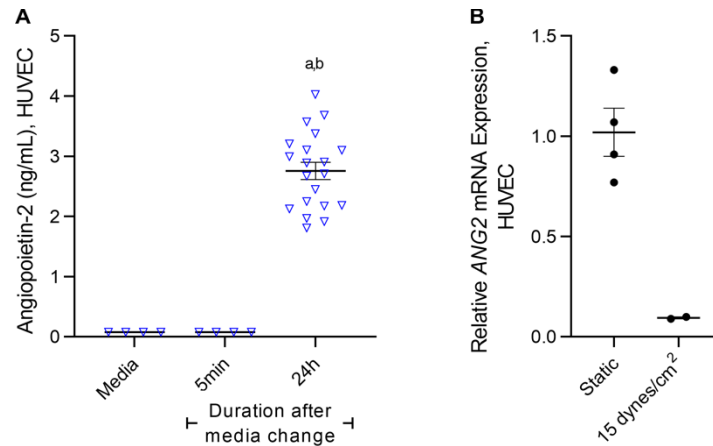 A
Angiopoietin-2 (ng/mL), HUVEC
5
4
3
2
1
0
a,b
Media
5min
24h
Duration after
media change
B
Relative ANG2 mRNA Expression,
HUVEC
1.5
1.0
0.5
0.0
Static
15 dynes/cm²